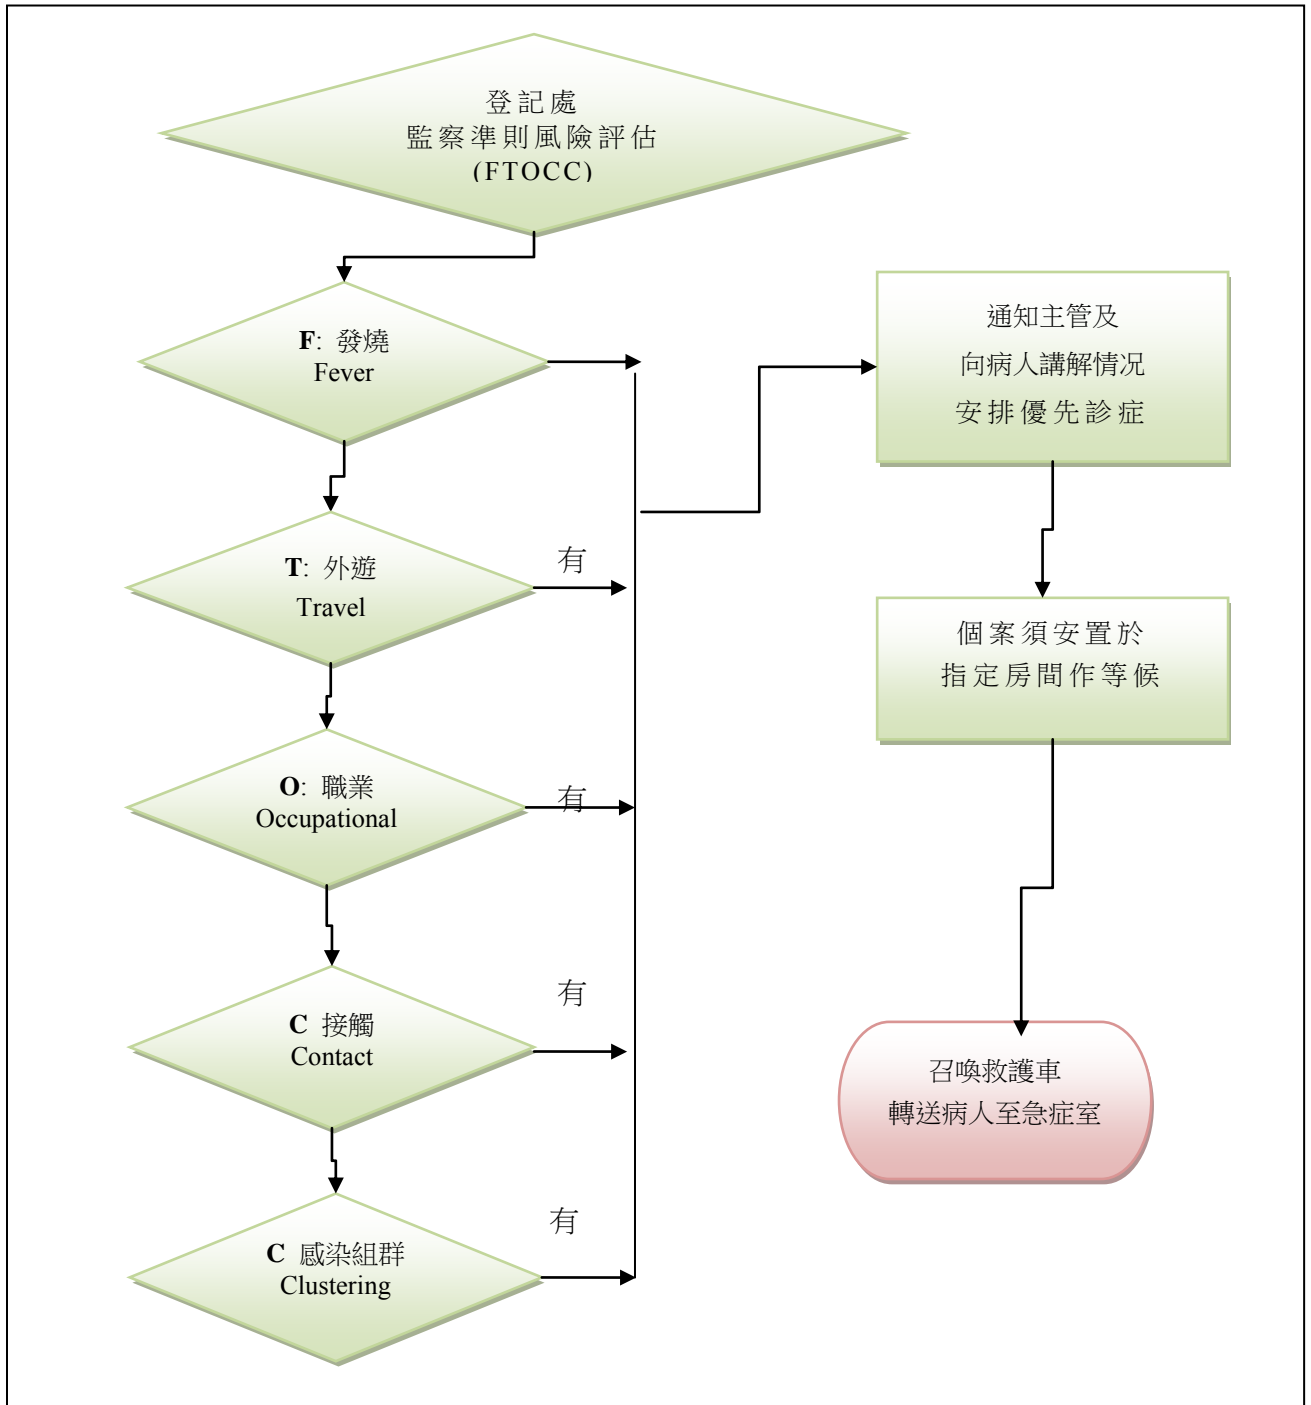 登記處
監察準則風險評估
(FTOCC)
F: 發燒
Fever
T: 外遊
Travel
有
O: 職業
Occupational
有
C 接觸
Contact
有
C 感染組群
Clustering
有
通知主管及
向病人講解情況
安排優先診症
個案須安置於
指定房間作等候
召喚救護車
轉送病人至急症室